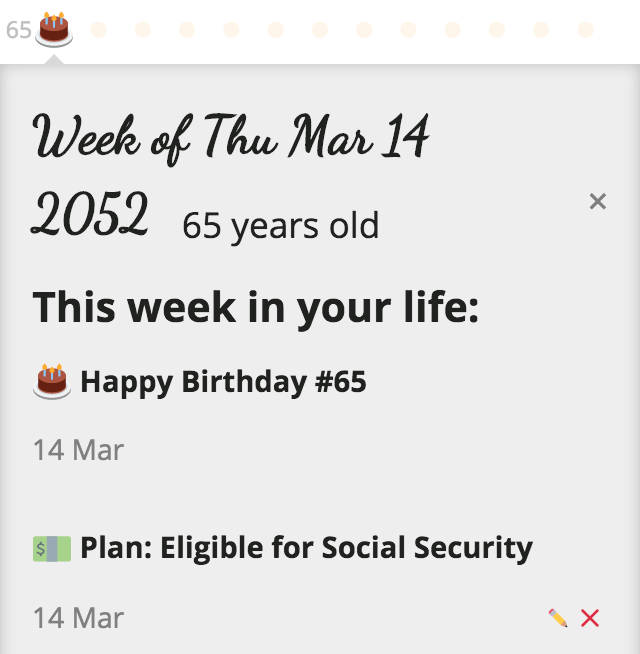 65
Week of Thu Mar 14
2052 65 years old
×
This week in your life:
Happy Birthday #65
14 Mar
$ Plan: Eligible for Social Security
14 Mar